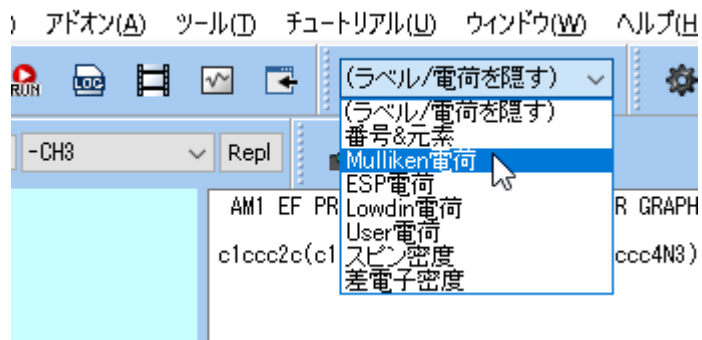 ) アドオン(A) ツール(T) チュートリアル(U) ウインドウ(W) ヘルプ(H
RUN LOG (ラベル/電荷を隠す)
-CH3 Repl
(ラベル/電荷を隠す)
番号&元素
Mulliken電荷
ESP電荷
Lowdin電荷
User電荷
スピン密度
差電子密度
AM1 EF PR R GRAPH
c1ccc2c(c1 ccc4N3)